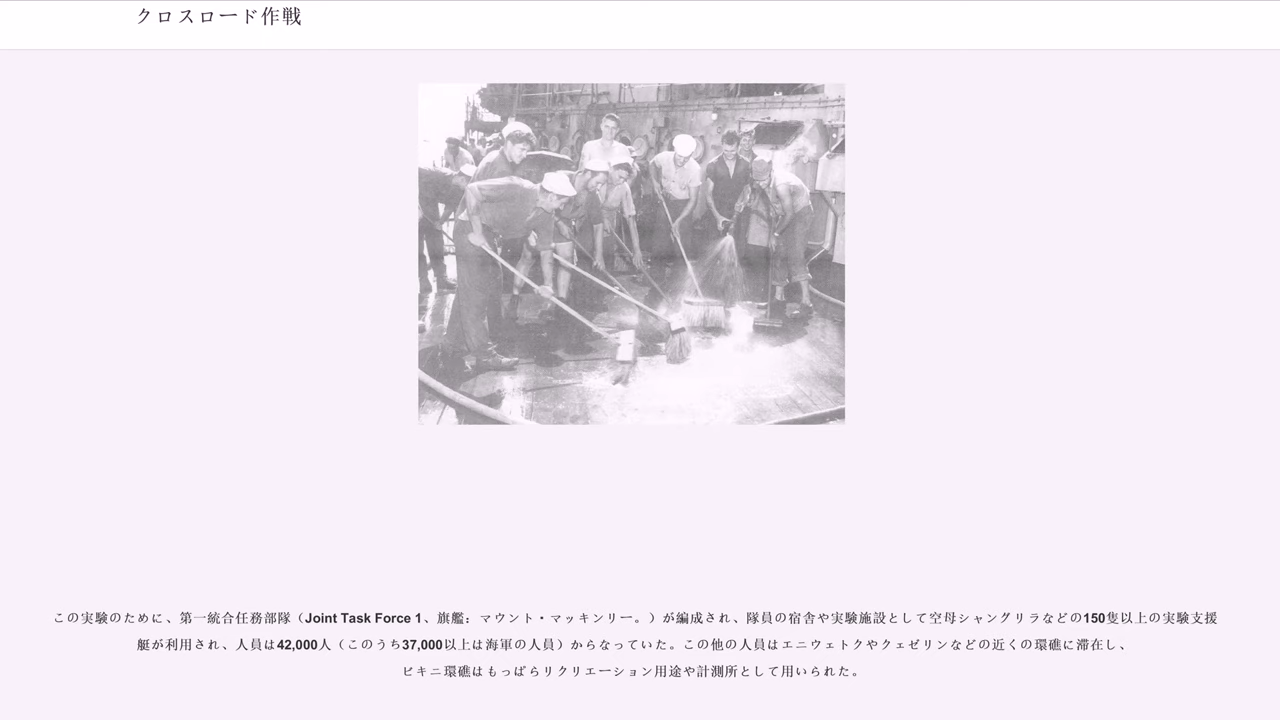 クロスロード作戦
この実験のために、第一統合任務部隊（Joint Task Force 1、旗艦：マウント・マッキンリー。）が編成され、隊員の宿舎や実験施設として空母シャングリラなどの150隻以上の実験支援
艇が利用され、人員は42,000人（このうち37,000以上は海軍の人員）からなっていた。この他の人員はエニウェトクやクェゼリンなどの近くの環礁に滞在し、
ビキニ環礁はもっぱらリクリエーション用途や計測所として用いられた。